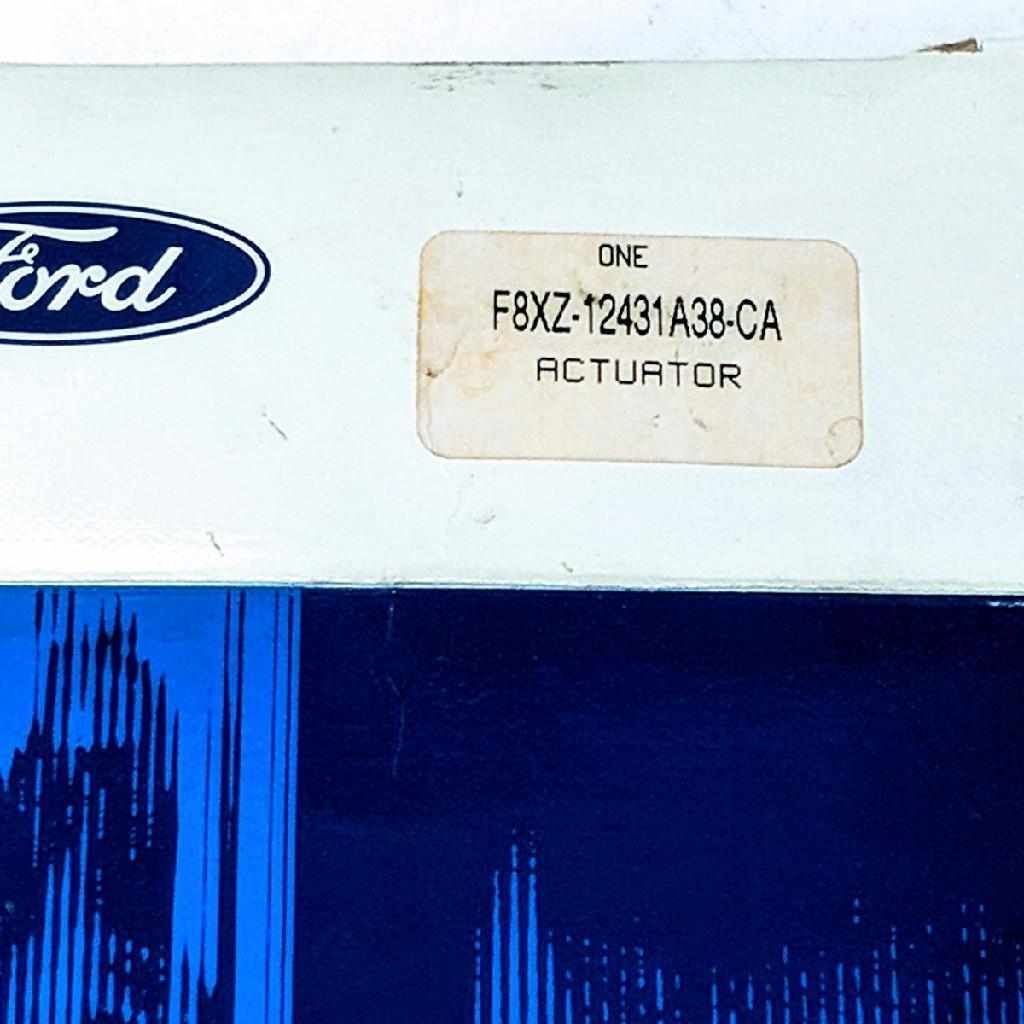 Ford
ONE
F8XZ-12431A38-CA
ACTUATOR